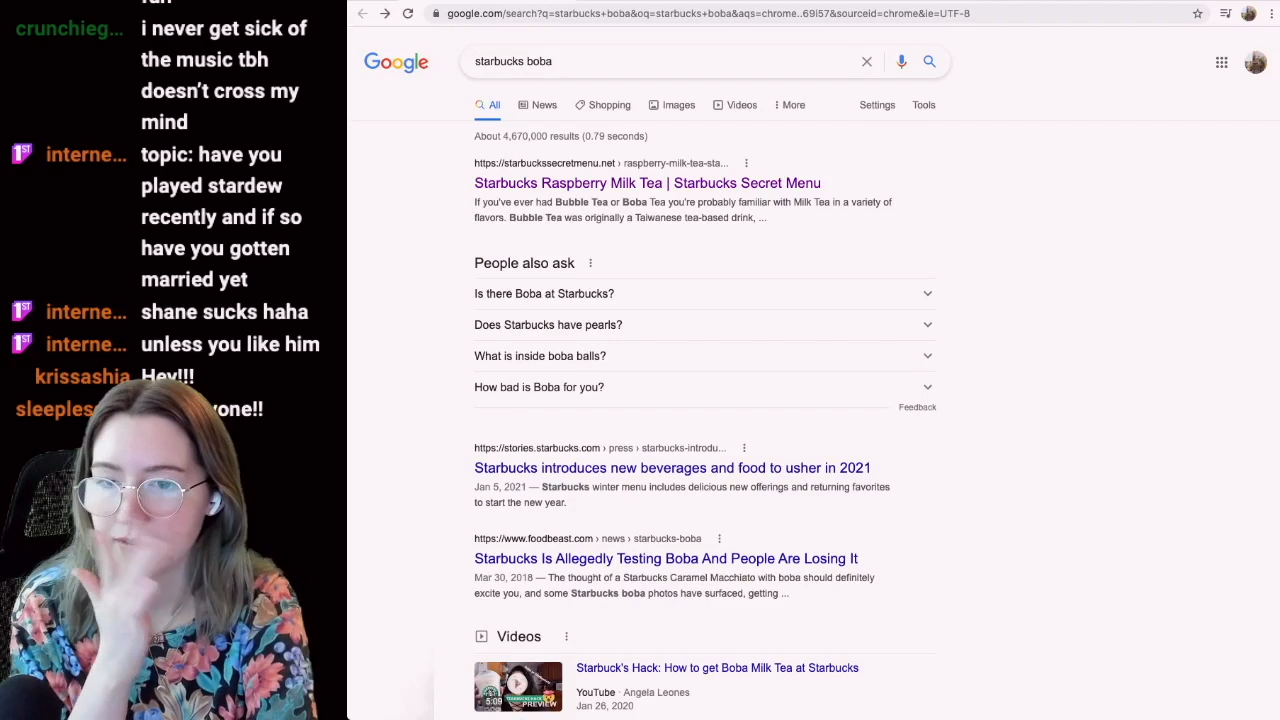 crunchieg...
i never get sick of
the music tbh
doesn't cross my
mind
interne...
topic: have you
played stardew
recently and if so
have you gotten
married yet
interne...
shane sucks haha
interne...
unless you like him
krissashia
Hey!!!
google.com/search?q=starbucks+boba&oq=starbucks+boba&aqs=chrome..69i57&sourceid=chrome&ie=UTF-8
Google
starbucks boba
All
News
Shopping
Images
Videos
More
Settings
Tools
About 4,670,000 results (0.79 seconds)
https://starbuckssecretmenu.net › raspberry-milk-tea-sta...
Starbucks Raspberry Milk Tea | Starbucks Secret Menu
If you've ever had Bubble Tea or Boba Tea you're probably familiar with Milk Tea in a variety of
flavors. Bubble Tea was originally a Taiwanese tea-based drink, ...
People also ask
Is there Boba at Starbucks?
Does Starbucks have pearls?
What is inside boba balls?
How bad is Boba for you?
Feedback
https://stories.starbucks.com › press › starbucks-introdu...
Starbucks introduces new beverages and food to usher in 2021
Jan 5, 2021 — Starbucks winter menu includes delicious new offerings and returning favorites
to start the new year.
https://www.foodbeast.com › news › starbucks-boba
Starbucks Is Allegedly Testing Boba And People Are Losing It
Mar 30, 2018 — The thought of a Starbucks Caramel Macchiato with boba should definitely
excite you, and some Starbucks boba photos have surfaced, getting ...
Videos
5:09
PREVIEW
Starbuck's Hack: How to get Boba Milk Tea at Starbucks
YouTube · Angela Leones
Jan 26, 2020